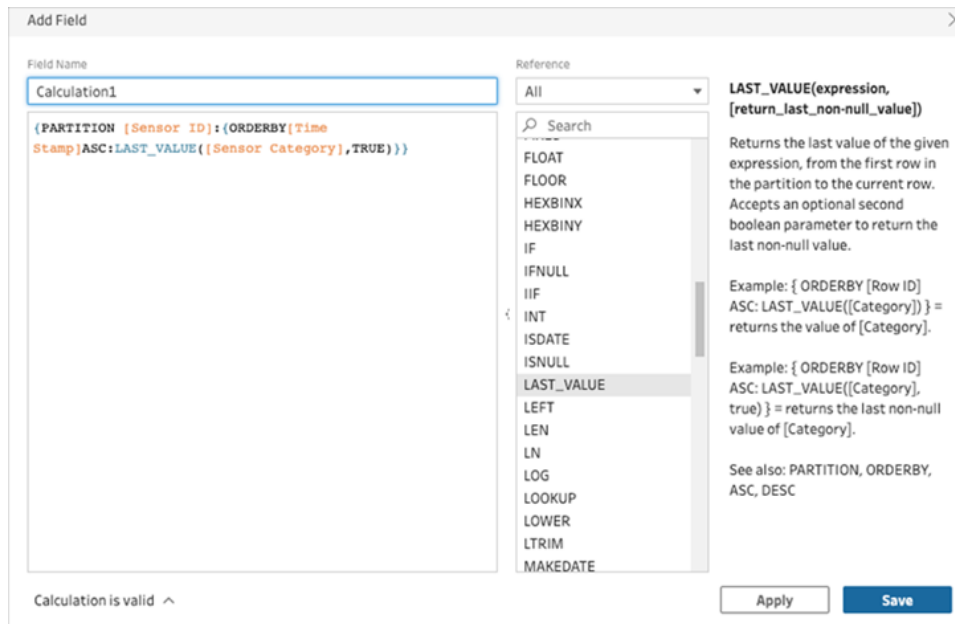 Add Field
Field Name
Calculation1
{PARTITION [Sensor ID]:{ORDERBY[Time
Stamp]ASC:LAST_VALUE([Sensor Category],TRUE)}}
Reference
All
Search
FLOAT
FLOOR
HEXBINX
HEXBINY
IF
IFNULL
IIF
INT
ISDATE
ISNULL
LAST_VALUE
LEFT
LEN
LN
LOG
LOOKUP
LOWER
LTRIM
MAKEDATE
LAST_VALUE(expression,
[return_last_non-null_value])
Returns the last value of the given
expression, from the first row in
the partition to the current row.
Accepts an optional second
boolean parameter to return the
last non-null value.
Example: { ORDERBY [Row ID]
ASC: LAST_VALUE([Category]) } =
returns the value of [Category].
Example: { ORDERBY [Row ID]
ASC: LAST_VALUE([Category],
true) } = returns the last non-null
value of [Category].
See also: PARTITION, ORDERBY,
ASC, DESC
Calculation is valid
Apply
Save